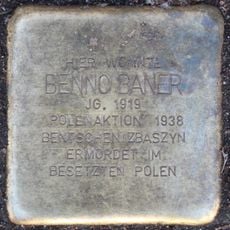 HIER WOHNTE
BENNO BANER
JG. 1919
"POLENAKTION" 1938
BENTSCHEN/ZBASZYN
ERMORDET IM
BESETZTEN POLEN